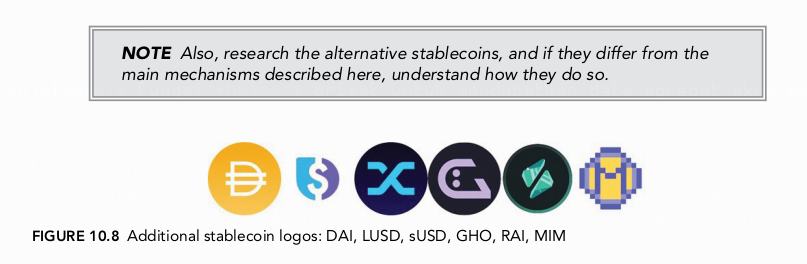 NOTE Also, research the alternative stablecoins, and if they differ from the
main mechanisms described here, understand how they do so.
FIGURE 10.8 Additional stablecoin logos: DAI, LUSD, sUSD, GHO, RAI, MIM